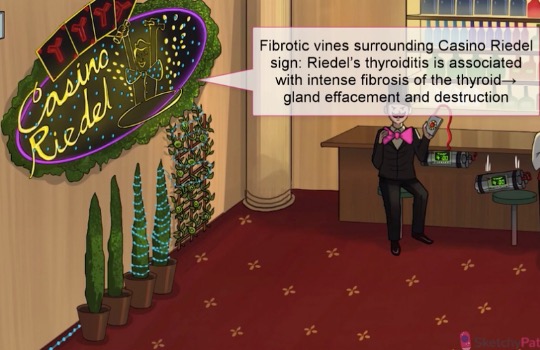 Fibrotic vines surrounding Casino Riedel
sign: Riedel's thyroiditis is associated
with intense fibrosis of the thyroid→
gland effacement and destruction
Casino
Riedel
SketchyPat